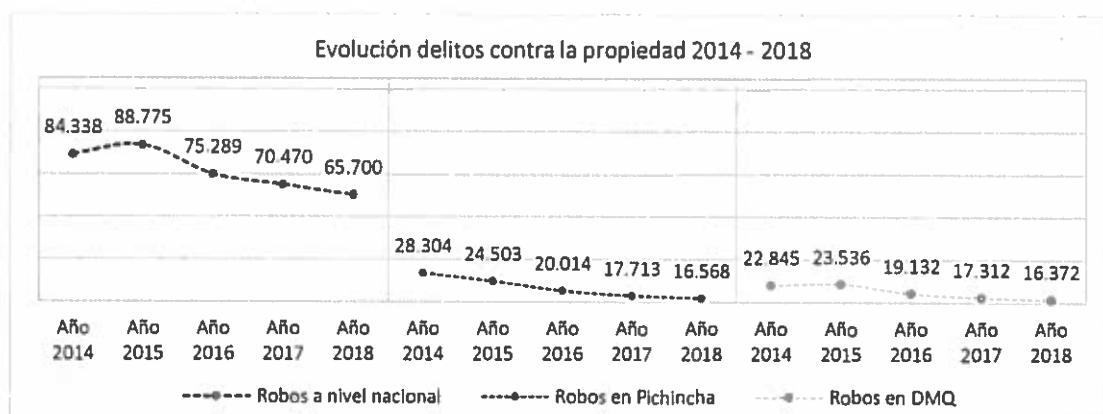 Evolución delitos contra la propiedad 2014 - 2018
84.338 88.775 75.289 70.470 65.700
28.304 24.503 20.014 17.713 16.568
22.845 23.536 19.132 17.312 16.372
Año Año Año Año Año Año Año Año Año Año Año Año Año Año Año
2014 2015 2016 2017 2018 2014 2015 2016 2017 2018 2014 2015 2016 2017 2018
Robos a nivel nacional Robos en Pichincha Robos en DMQ